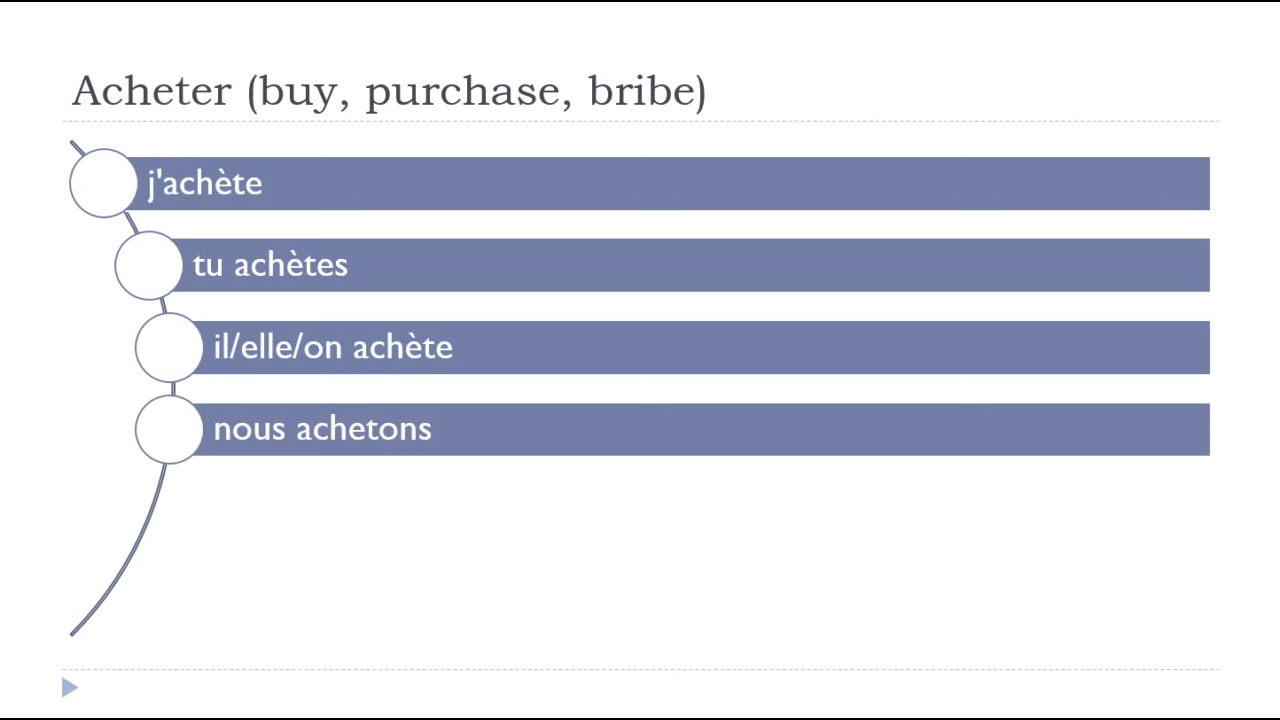 Acheter (buy, purchase, bribe)
j'achète
tu achètes
il/elle/on achète
nous achetons